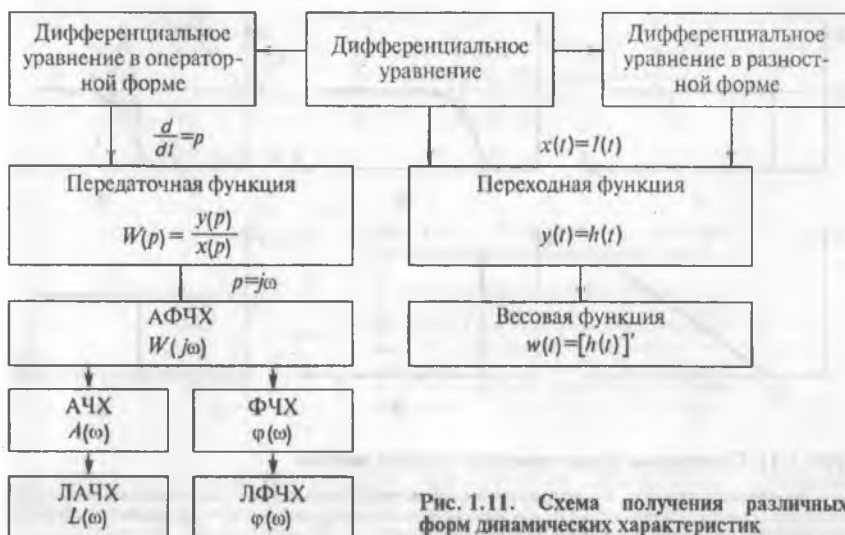 Дифференциальное
уравнение в оператор-
ной форме
Дифференциальное
уравнение
Дифференциальное
уравнение в разност-
ной форме
d/dt=p
x(t)=1(t)
Передаточная функция
W(p) = y(p)/x(p)
Переходная функция
y(t)=h(t)
p=jω
АФЧХ
W(jω)
Весовая функция
w(t)=[h(t)]′
АЧХ
A(ω)
ФЧХ
φ(ω)
ЛАЧХ
L(ω)
ЛФЧХ
φ(ω)
Рис. 1.11. Схема получения различных
форм динамических характеристик